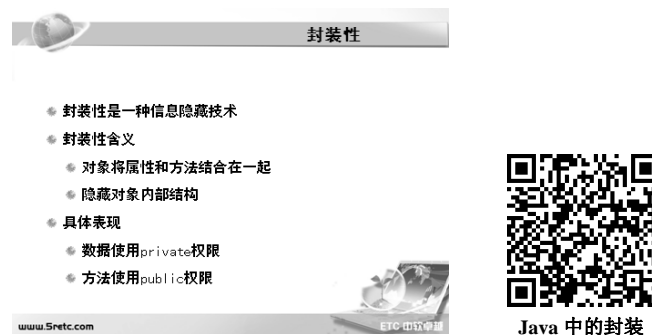 封装性
封装性是一种信息隐藏技术
封装性含义
对象将属性和方法结合在一起
隐藏对象内部结构
具体表现
数据使用private权限
方法使用public权限
www.5retc.com
ETC 中软卓越
Java 中的封装